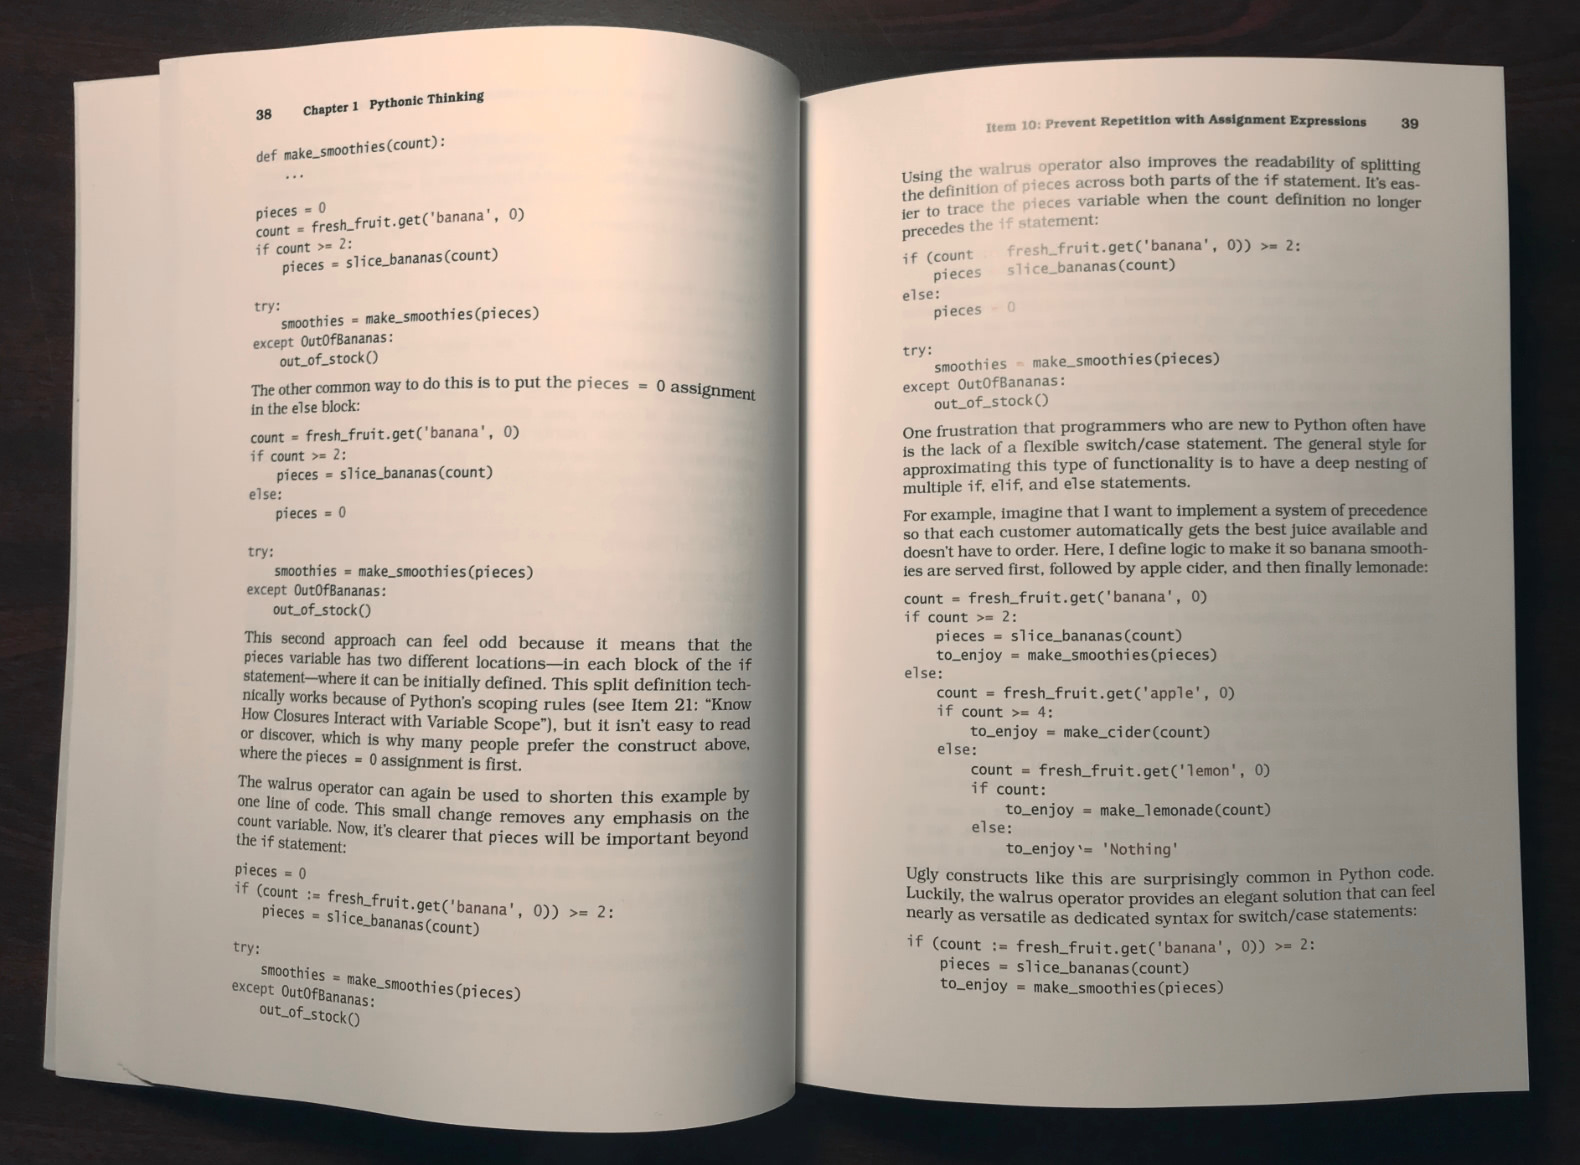 38 Chapter 1 Pythonic Thinking
def make_smoothies(count):
...
pieces = 0
count = fresh_fruit.get('banana', 0)
if count >= 2:
pieces = slice_bananas(count)
try:
smoothies = make_smoothies(pieces)
except OutOfBananas:
out_of_stock()
The other common way to do this is to put the pieces = 0 assignment
in the else block:
count = fresh_fruit.get('banana', 0)
if count >= 2:
pieces = slice_bananas(count)
else:
pieces = 0
try:
smoothies = make_smoothies(pieces)
except OutOfBananas:
out_of_stock()
This second approach can feel odd because it means that the
pieces variable has two different locations—in each block of the if
statement—where it can be initially defined. This split definition tech-
nically works because of Python's scoping rules (see Item 21: “Know
How Closures Interact with Variable Scope”), but it isn't easy to read
or discover, which is why many people prefer the construct above,
where the pieces = 0 assignment is first.
The walrus operator can again be used to shorten this example by
one line of code. This small change removes any emphasis on the
count variable. Now, it's clearer that pieces will be important beyond
the if statement:
pieces = 0
if (count := fresh_fruit.get('banana', 0)) >= 2:
pieces = slice_bananas(count)
try:
smoothies = make_smoothies(pieces)
except OutOfBananas:
out_of_stock()
Item 10: Prevent Repetition with Assignment Expressions 39
Using the walrus operator also improves the readability of splitting
the definition of pieces across both parts of the if statement. It's eas-
ier to trace the pieces variable when the count definition no longer
precedes the if statement:
if (count fresh_fruit.get('banana', 0)) >= 2:
pieces slice_bananas(count)
else:
pieces = 0
try:
smoothies = make_smoothies(pieces)
except OutOfBananas:
out_of_stock()
One frustration that programmers who are new to Python often have
is the lack of a flexible switch/case statement. The general style for
approximating this type of functionality is to have a deep nesting of
multiple if, elif, and else statements.
For example, imagine that I want to implement a system of precedence
so that each customer automatically gets the best juice available and
doesn't have to order. Here, I define logic to make it so banana smooth-
ies are served first, followed by apple cider, and then finally lemonade:
count = fresh_fruit.get('banana', 0)
if count >= 2:
pieces = slice_bananas(count)
to_enjoy = make_smoothies(pieces)
else:
count = fresh_fruit.get('apple', 0)
if count >= 4:
to_enjoy = make_cider(count)
else:
count = fresh_fruit.get('lemon', 0)
if count:
to_enjoy = make_lemonade(count)
else:
to_enjoy = 'Nothing'
Ugly constructs like this are surprisingly common in Python code.
Luckily, the walrus operator provides an elegant solution that can feel
nearly as versatile as dedicated syntax for switch/case statements:
if (count := fresh_fruit.get('banana', 0)) >= 2:
pieces = slice_bananas(count)
to_enjoy = make_smoothies(pieces)